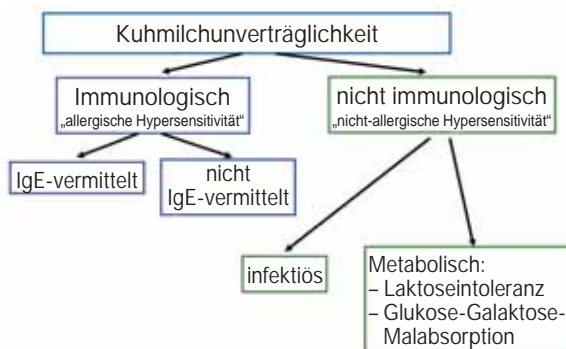 Kuhmilchunverträglichkeit
Immunologisch
„allergische Hypersensitivität“
nicht immunologisch
„nicht-allergische Hypersensitivität“
IgE-vermittelt
nicht
IgE-vermittelt
infektiös
Metabolisch:
– Laktoseintoleranz
– Glukose-Galaktose-
Malabsorption